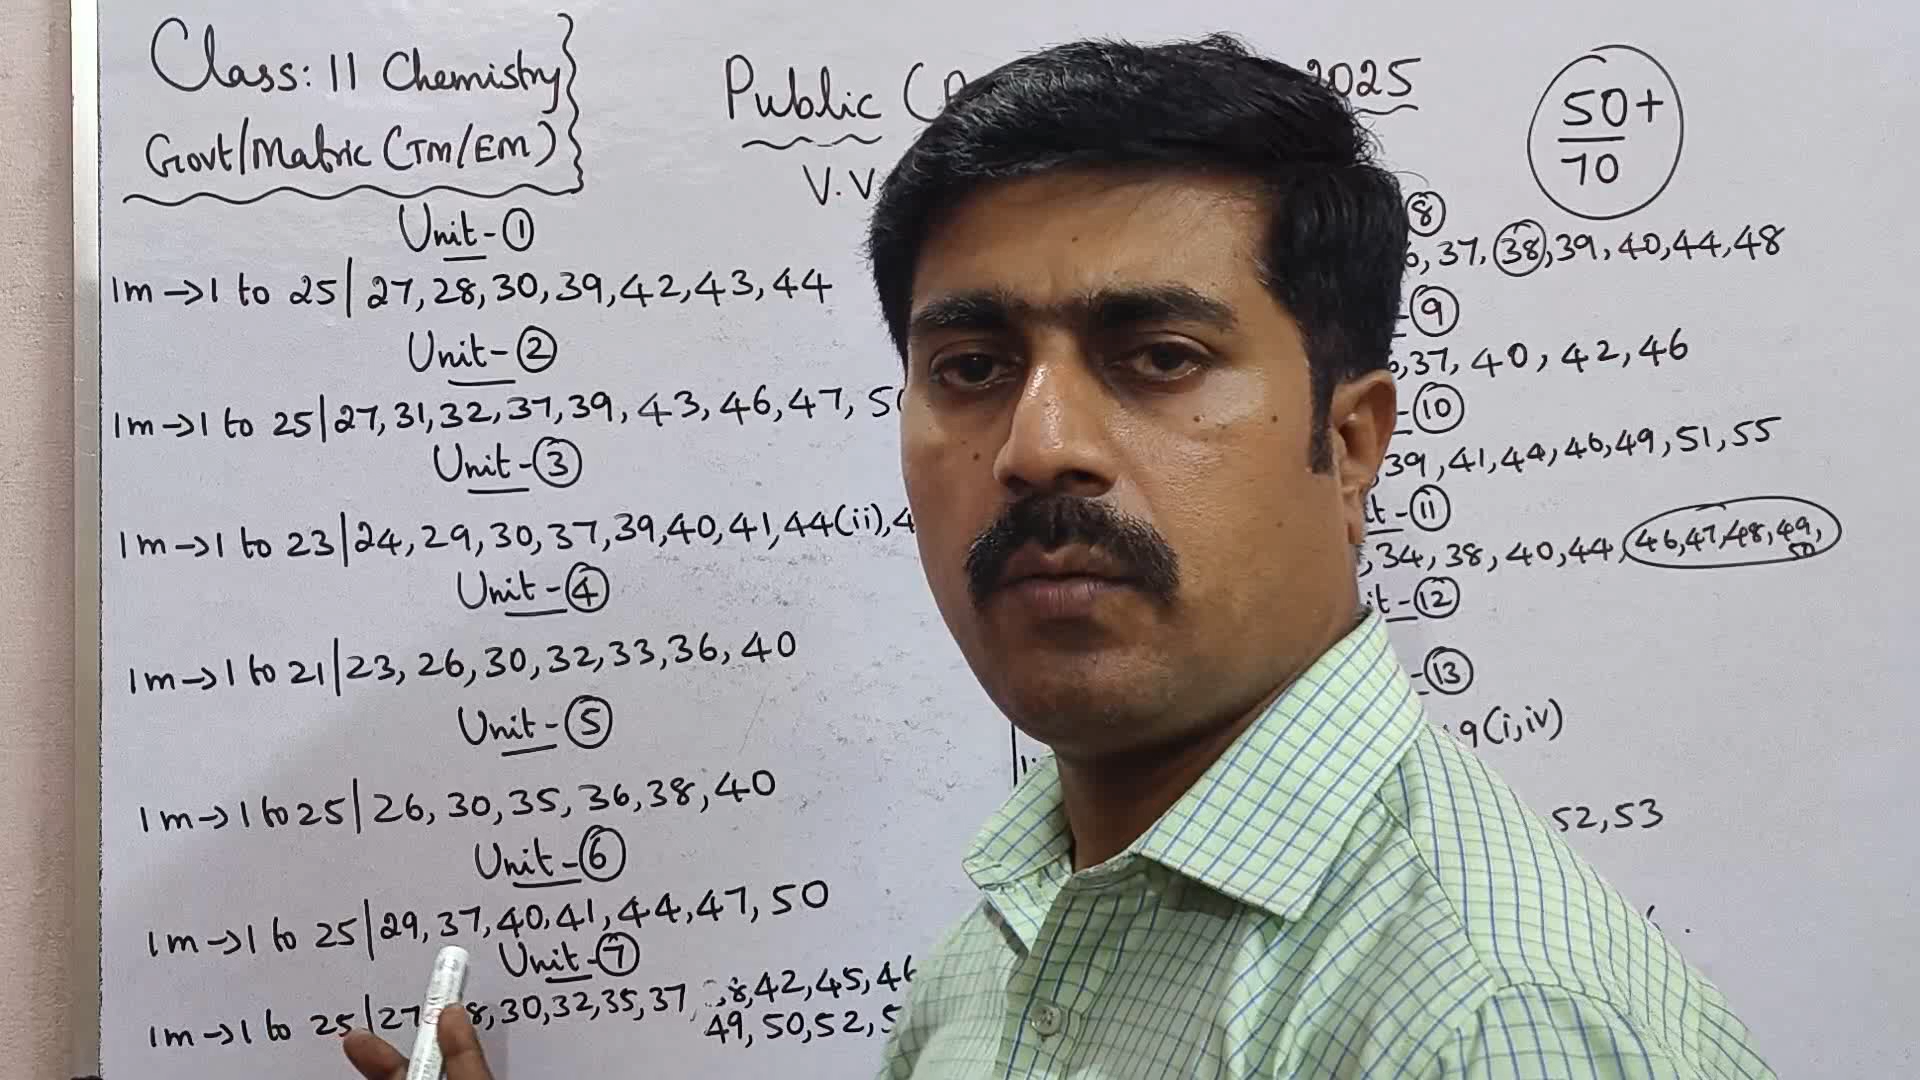 Class: 11 Chemistry
Govt/Matric (TM/EM)
Unit-1
1m→1 to 25|27,28,30,39,42,43,44
Unit-2
1m→1 to 25|27,31,32,37,39,43,46,47,
Unit-3
1m→1 to 23|24,29,30,37,39,40,41,44(ii),
Unit-4
1m→1 to 21|23,26,30,32,33,36,40
Unit-5
1m→1 to 25|26,30,35,36,38,40
Unit-6
1m→1 to 25|29,37,40,41,44,47,50
Unit-7
1m→1 to 25|27 30,32,35,37, 42,45,46
49,50,52,
Public 2025
V.V
50+
70
8
37,38,39,40,44,48
9
37,40,42,46
10
39,41,44,46,49,51,55
11
34,38,40,44,46,47,48,49,
50
12
13
(i,iv)
52,53